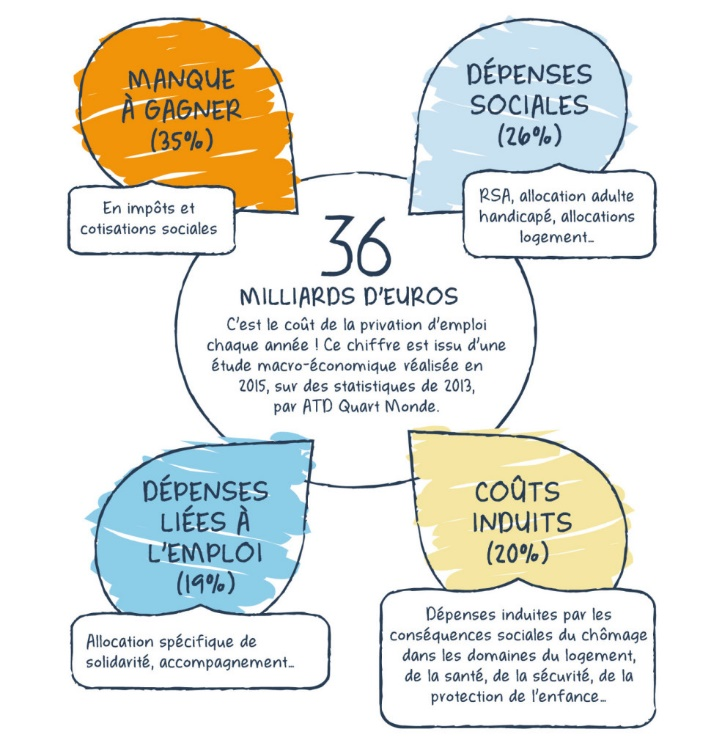 MANQUE
À GAGNER
(35%)
En impôts et
cotisations sociales
DÉPENSES
SOCIALES
(26%)
RSA, allocation adulte
handicapé, allocations
logement...
36
MILLIARDS D'EUROS
C'est le coût de la privation d'emploi
chaque année ! Ce chiffre est issu d'une
étude macro-économique réalisée en
2015, sur des statistiques de 2013,
par ATD Quart Monde.
DÉPENSES
LIÉES À
L'EMPLOI
(19%)
Allocation spécifique de
solidarité, accompagnement...
COÛTS
INDUITS
(20%)
Dépenses induites par les
conséquences sociales du chômage
dans les domaines du logement,
de la santé, de la sécurité, de la
protection de l'enfance...